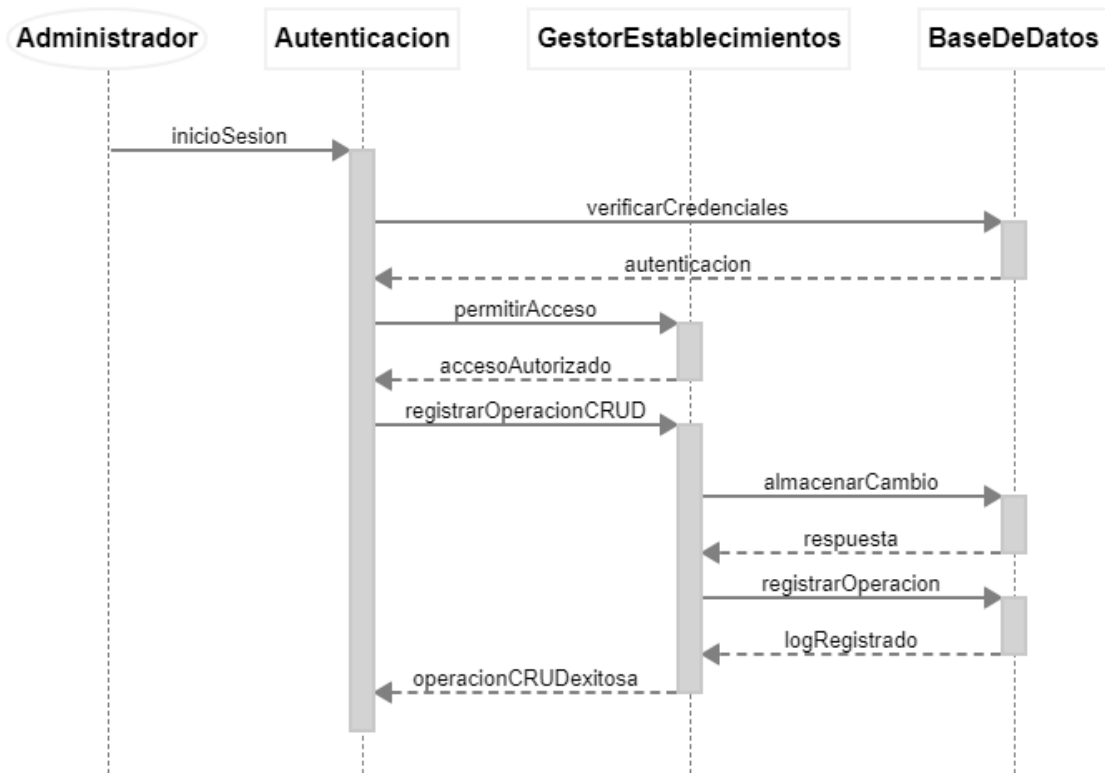 Administrador
Autenticacion
GestorEstablecimientos
BaseDeDatos
inicioSesion
verificarCredenciales
autenticacion
permitirAcceso
accesoAutorizado
registrarOperacionCRUD
almacenarCambio
respuesta
registrarOperacion
logRegistrado
operacionCRUDexitosa